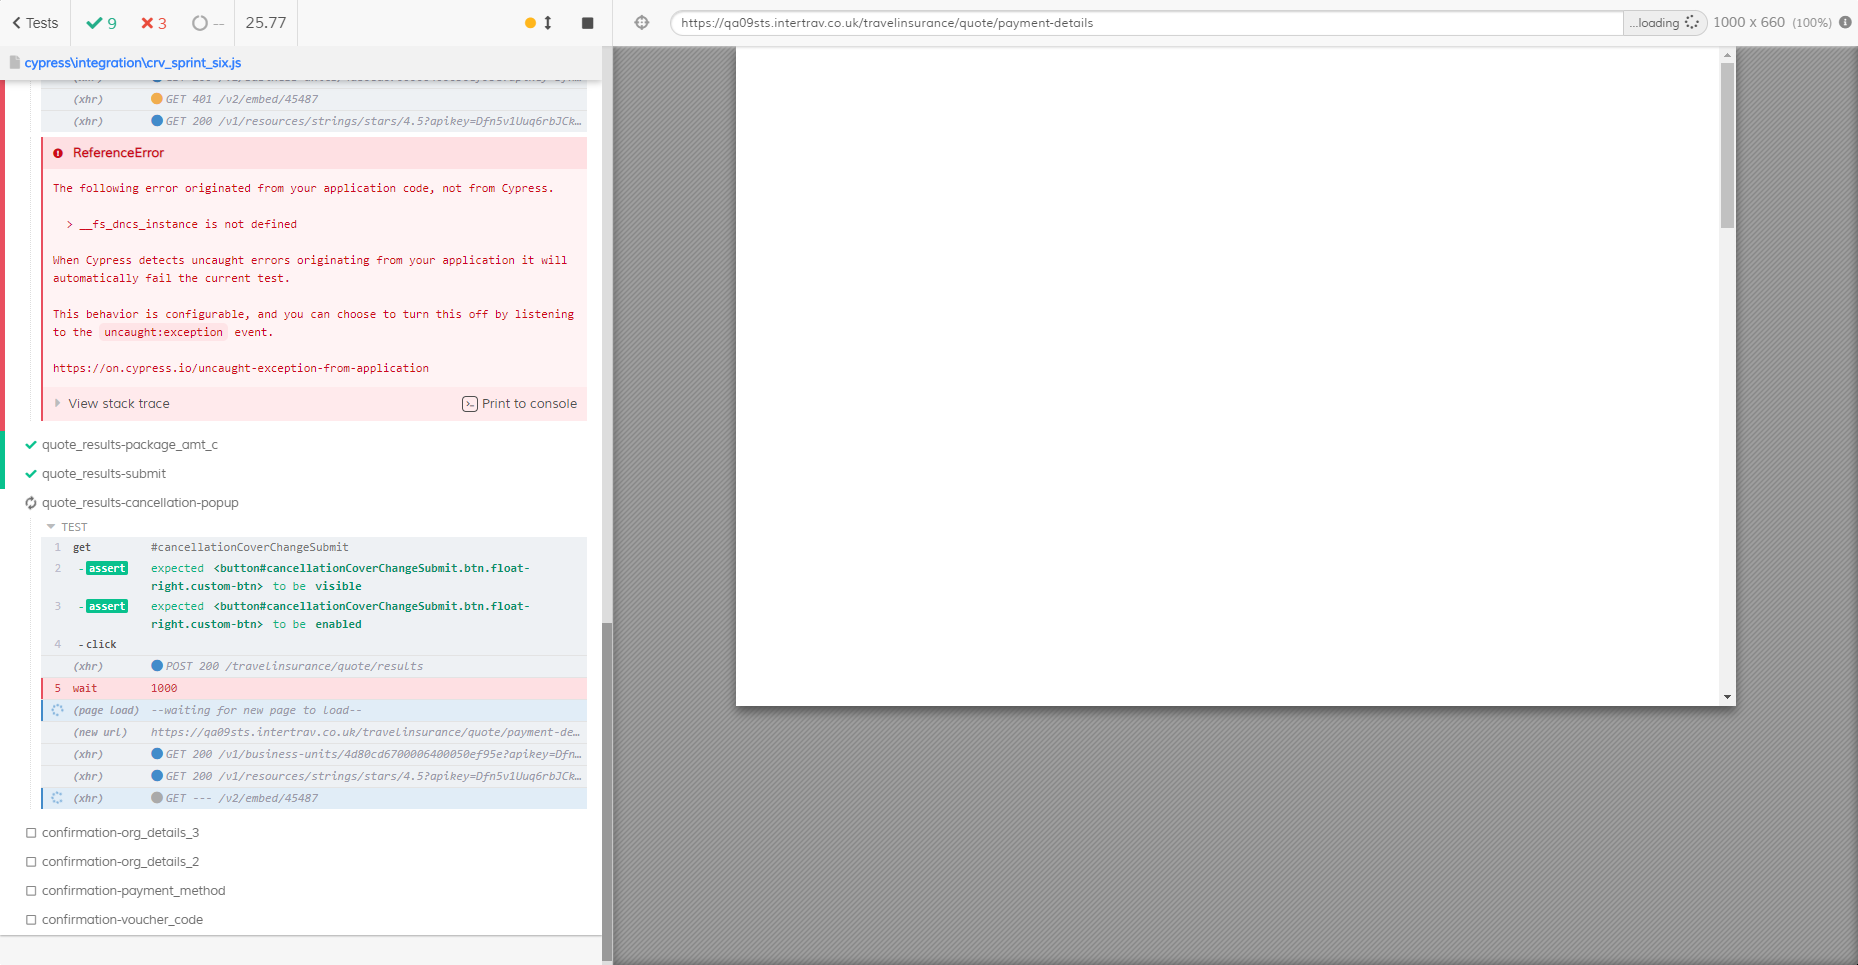 Tests 9 3 -- 25.77
https://qa09sts.intertrav.co.uk/travelinsurance/quote/payment-details ...loading 1000 x 660 (100%)
cypress\integration\crv_sprint_six.js
(xhr) GET 401 /v2/embed/45487
(xhr) GET 200 /v1/resources/strings/stars/4.5?apikey=Dfn5v1Uuq6rbJCk…
ReferenceError
The following error originated from your application code, not from Cypress.
> __fs_dncs_instance is not defined
When Cypress detects uncaught errors originating from your application it will
automatically fail the current test.
This behavior is configurable, and you can choose to turn this off by listening
to the uncaught:exception event.
https://on.cypress.io/uncaught-exception-from-application
View stack trace Print to console
quote_results-package_amt_c
quote_results-submit
quote_results-cancellation-popup
TEST
1 get #cancellationCoverChangeSubmit
2 -assert expected <button#cancellationCoverChangeSubmit.btn.float-
right.custom-btn> to be visible
3 -assert expected <button#cancellationCoverChangeSubmit.btn.float-
right.custom-btn> to be enabled
4 -click
(xhr) POST 200 /travelinsurance/quote/results
5 wait 1000
(page load) --waiting for new page to load--
(new url) https://qa09sts.intertrav.co.uk/travelinsurance/quote/payment-de…
(xhr) GET 200 /v1/business-units/4d80cd6700006400050ef95e?apikey=Dfn…
(xhr) GET 200 /v1/resources/strings/stars/4.5?apikey=Dfn5v1Uuq6rbJCk…
(xhr) GET --- /v2/embed/45487
confirmation-org_details_3
confirmation-org_details_2
confirmation-payment_method
confirmation-voucher_code